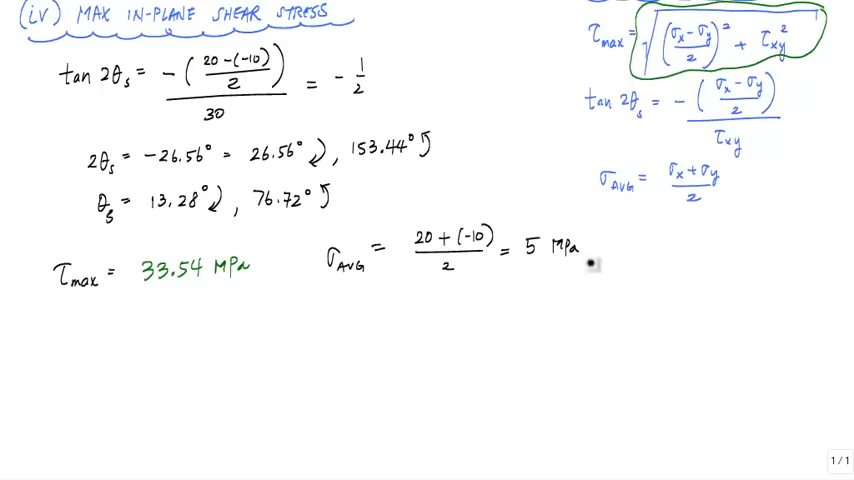 (iv) MAX IN-PLANE SHEAR STRESS
tan 2θs = -((20-(-10))/2)/30 = -1/2
2θs = -26.56° = 26.56°↷, 153.44°↺
θs = 13.28°↷, 76.72°↺
τmax = 33.54 MPa
σAVG = (20+(-10))/2 = 5 MPa
τmax = √(((σx-σy)/2)² + τxy²)
tan 2θs = -((σx-σy)/2)/τxy
σAVG = (σx+σy)/2
1/1